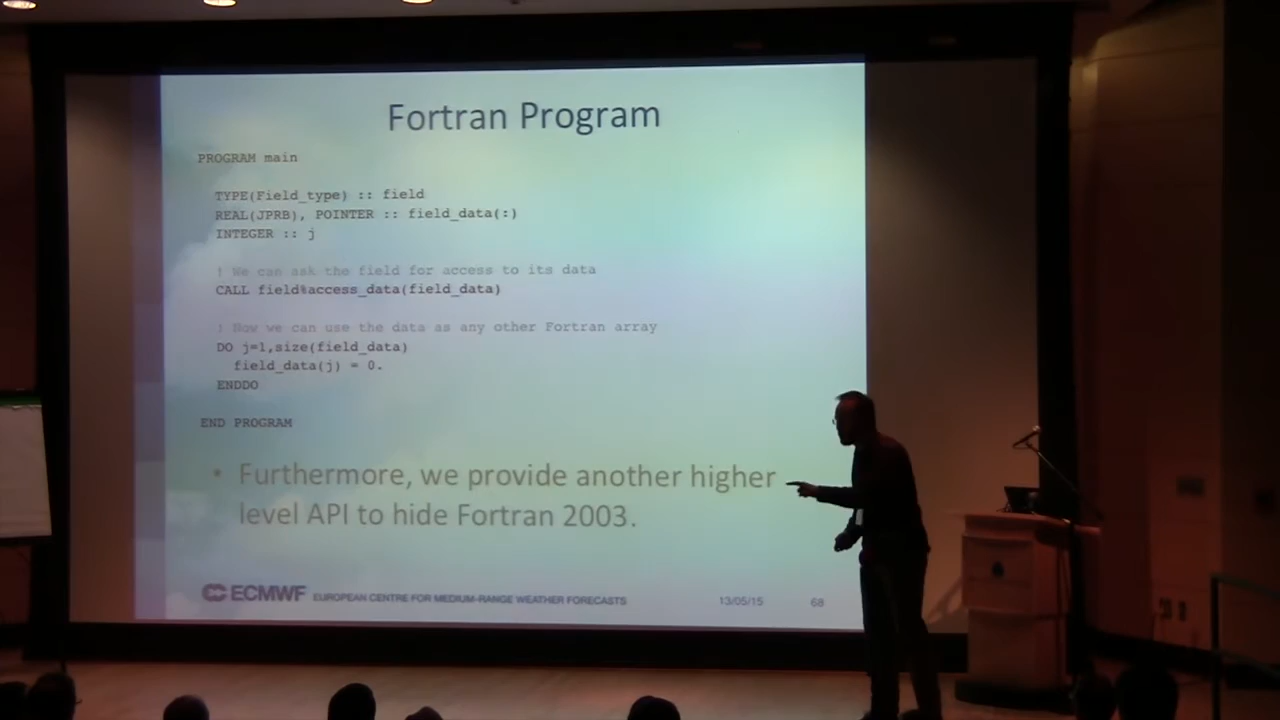 Fortran Program
PROGRAM main
TYPE(Field_type) :: field
REAL(JPRB), POINTER :: field_data(:)
INTEGER :: j
! We can ask the field for access to its data
CALL field%access_data(field_data)
! Now we can use the data as any other Fortran array
DO j=1,size(field_data)
field_data(j) = 0.
ENDDO
END PROGRAM
• Furthermore, we provide another higher
level API to hide Fortran 2003.
ECMWF EUROPEAN CENTRE FOR MEDIUM-RANGE WEATHER FORECASTS 13/05/15 68